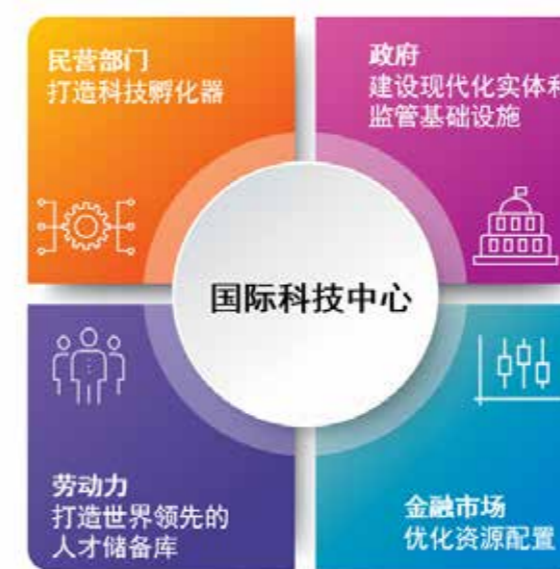 民营部门
打造科技孵化器
政府
建设现代化实体和
监管基础设施
国际科技中心
劳动力
打造世界领先的
人才储备库
金融市场
优化资源配置